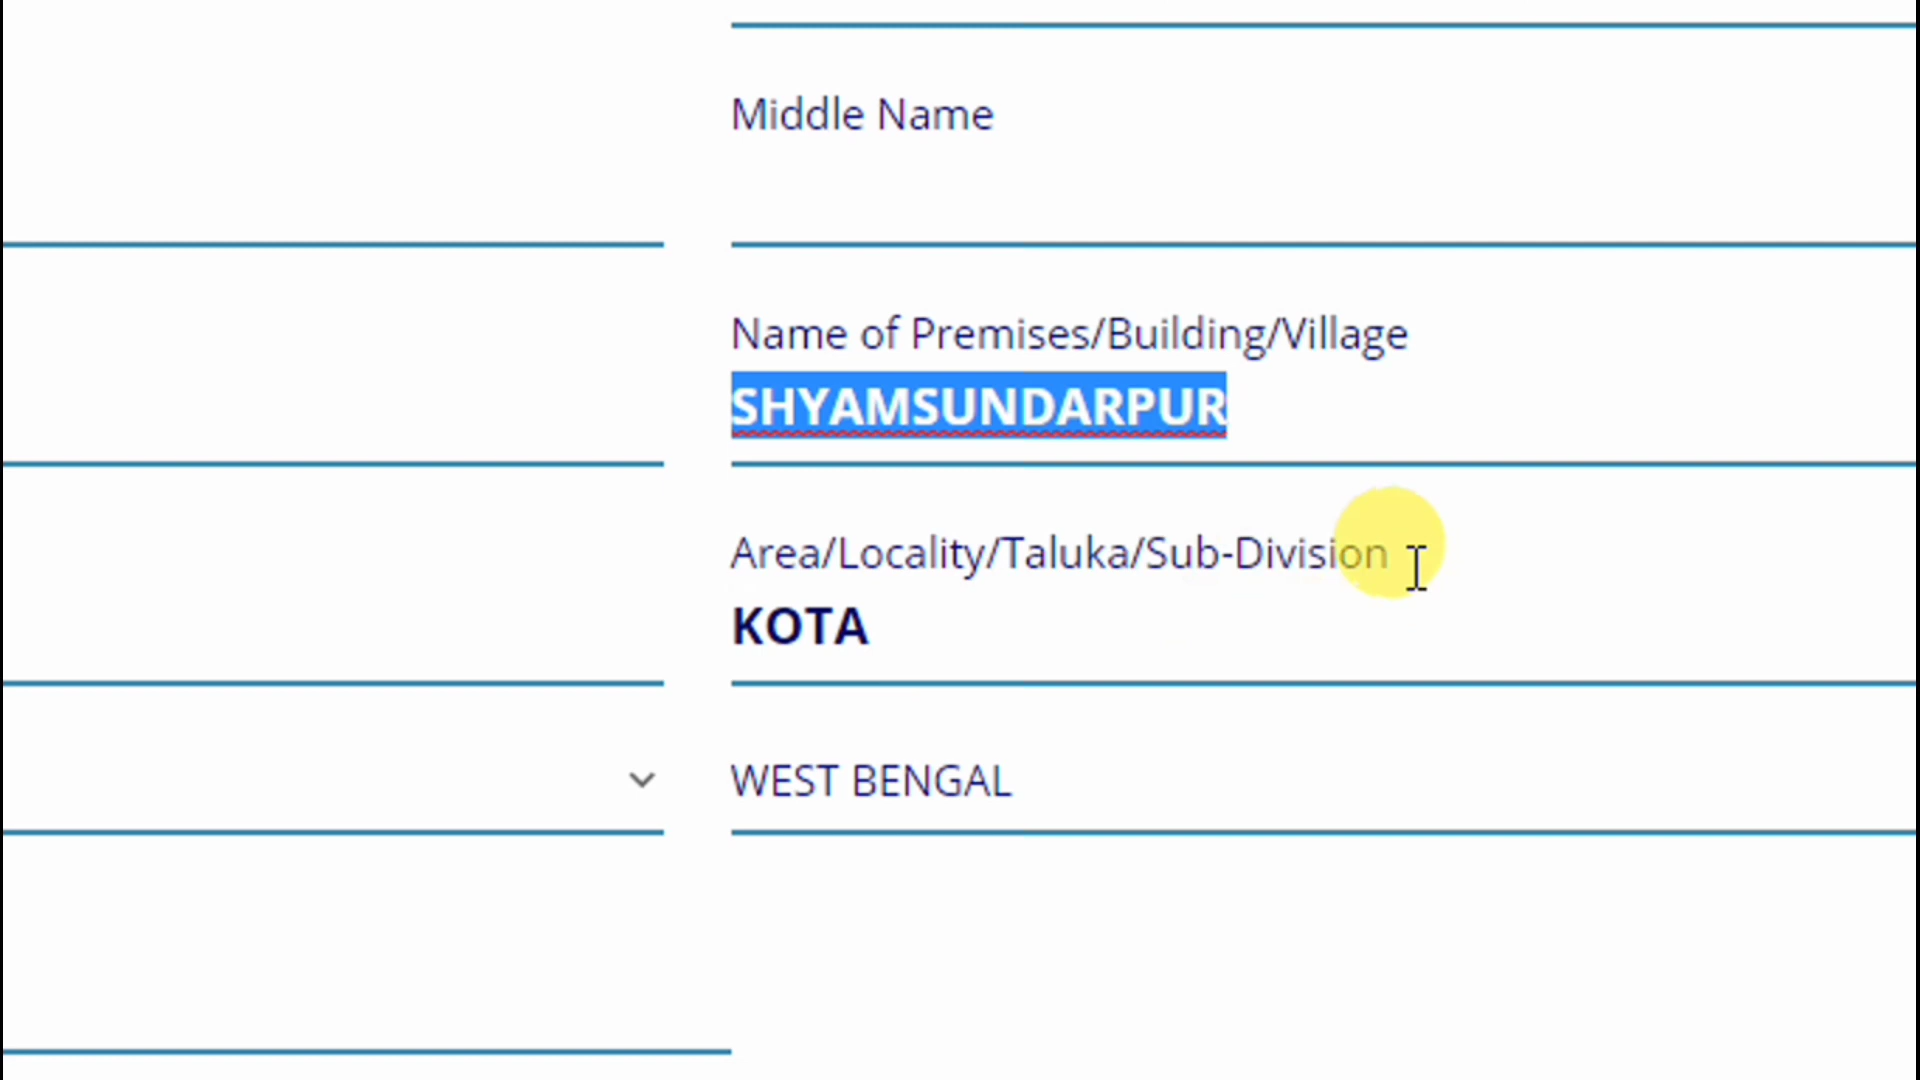 Middle Name
Name of Premises/Building/Village
SHYAMSUNDARPUR
Area/Locality/Taluka/Sub-Division
KOTA
WEST BENGAL